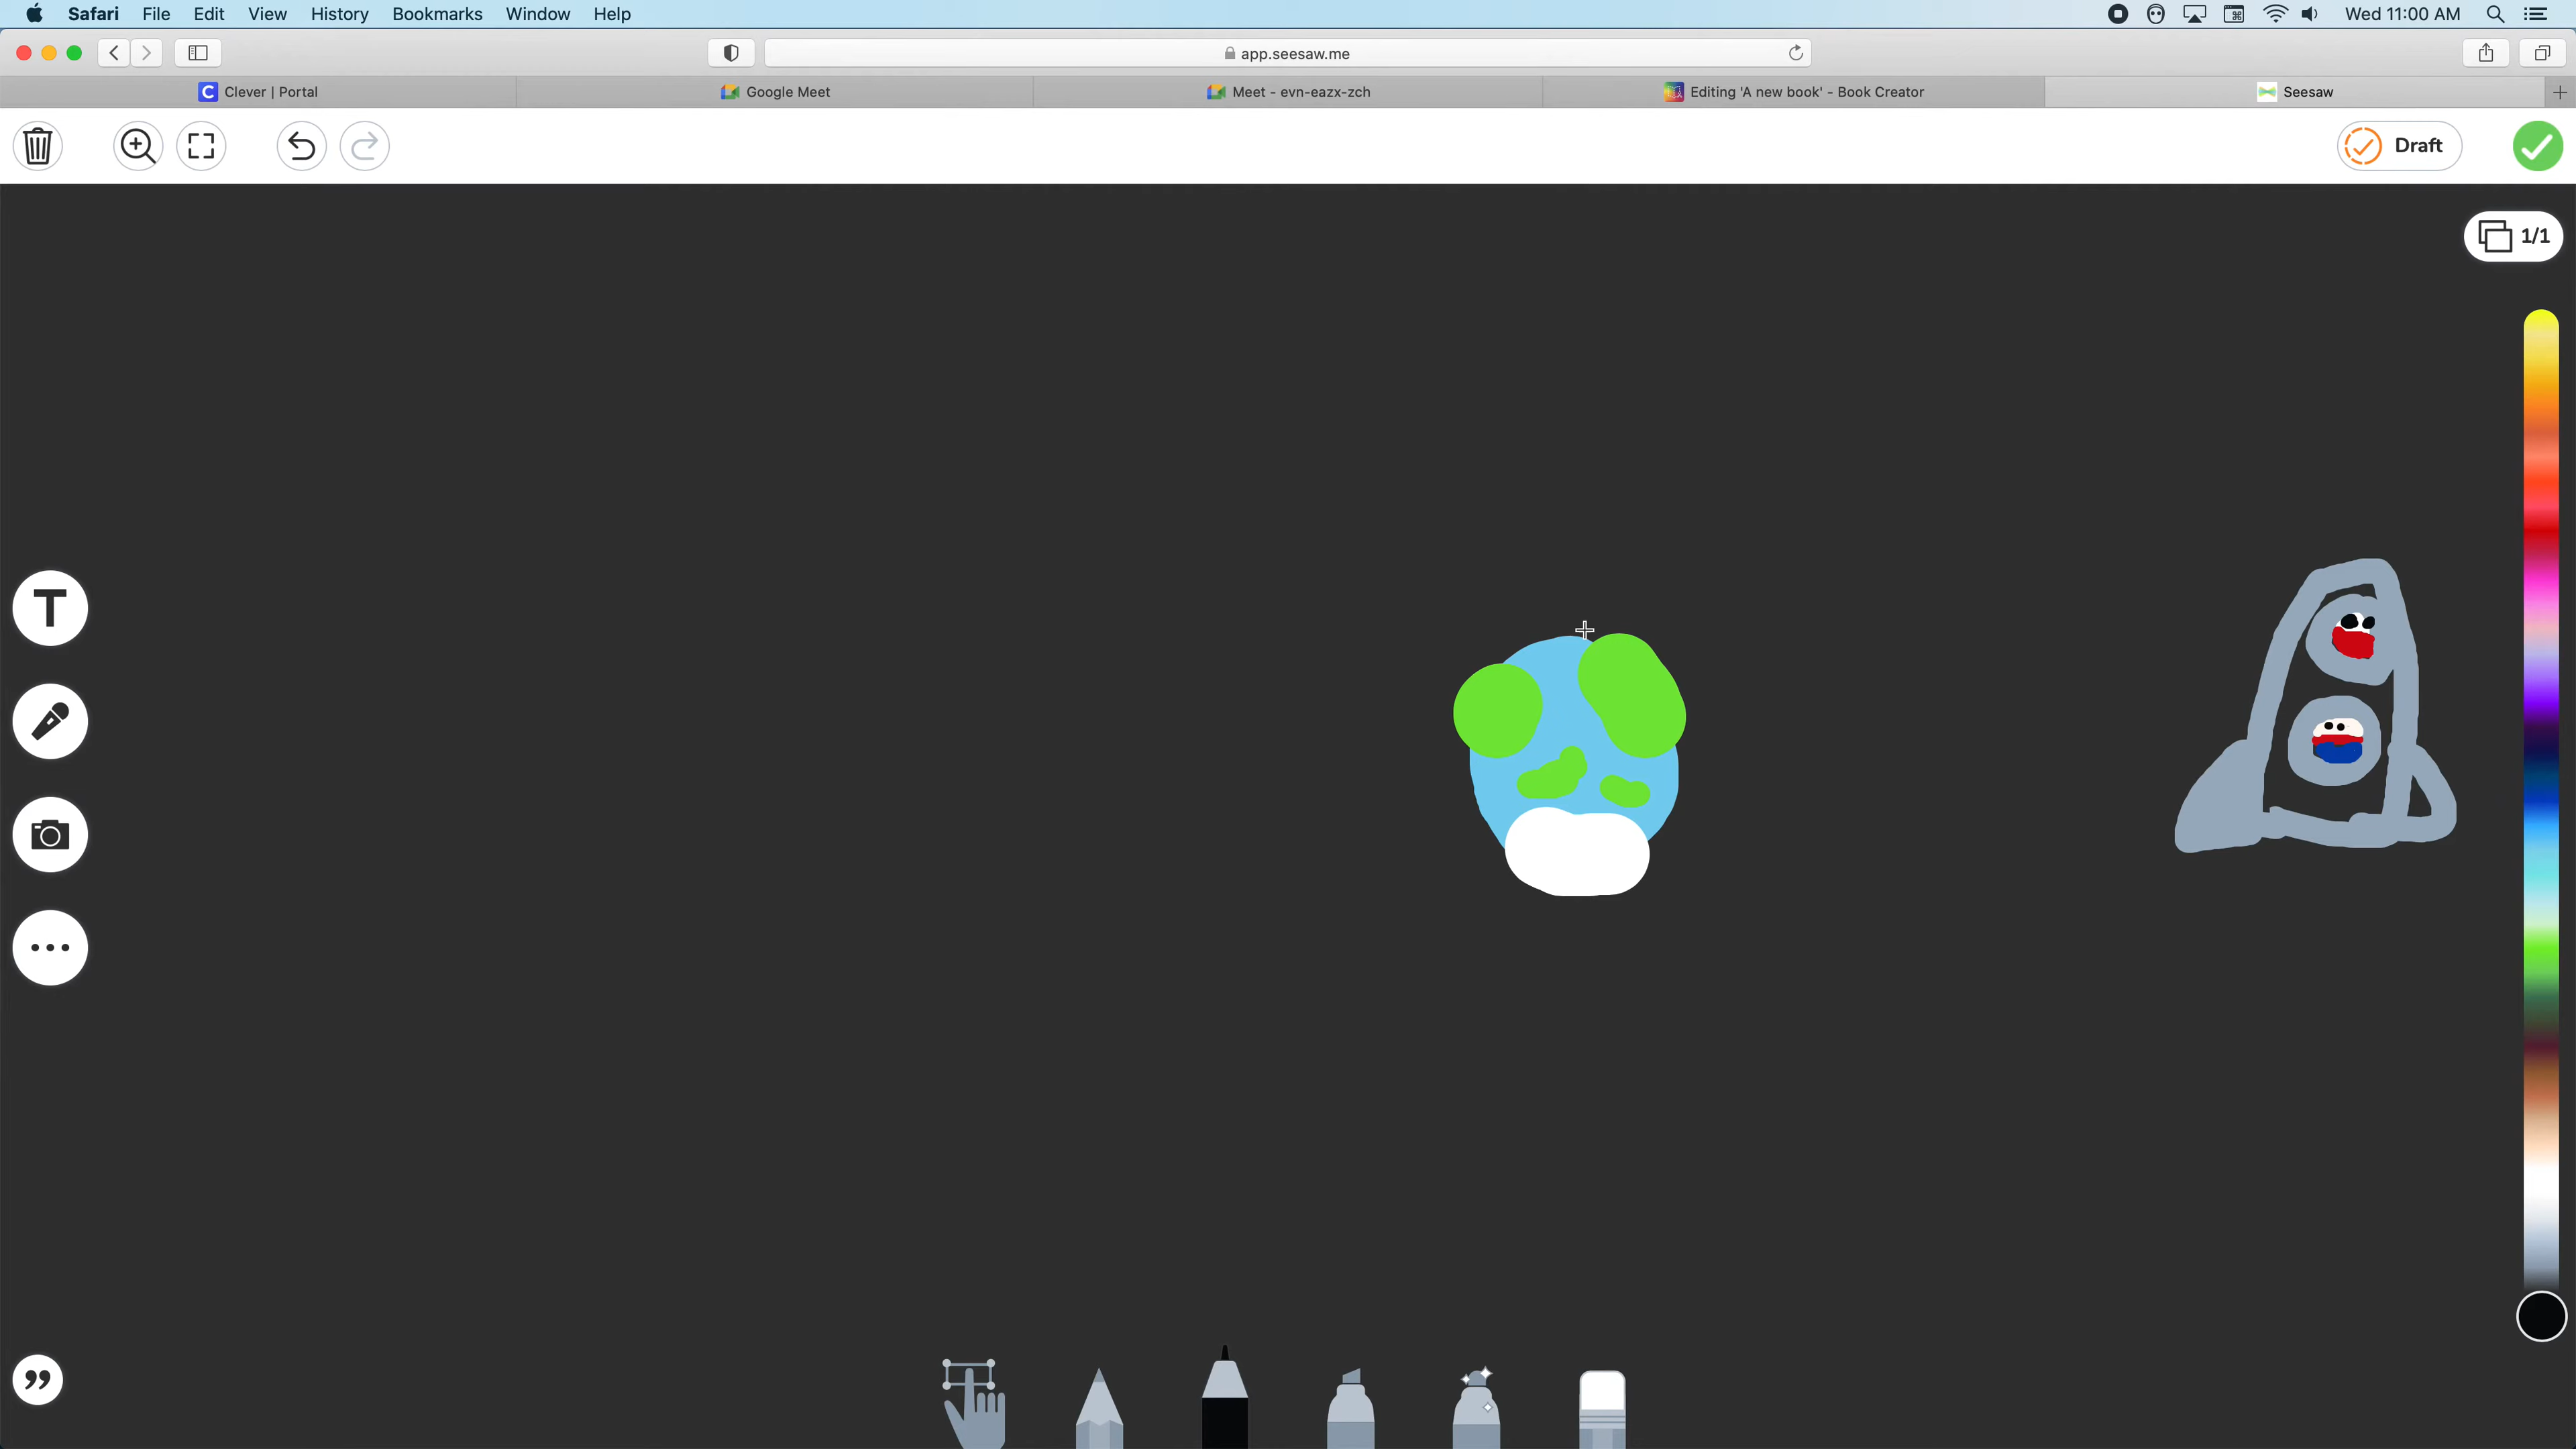 Safari File Edit View History Bookmarks Window Help Wed 11:00 AM
app.seesaw.me
C Clever | Portal Google Meet Meet - evn-eazx-zch Editing 'A new book' - Book Creator Seesaw
Draft
1/1
T